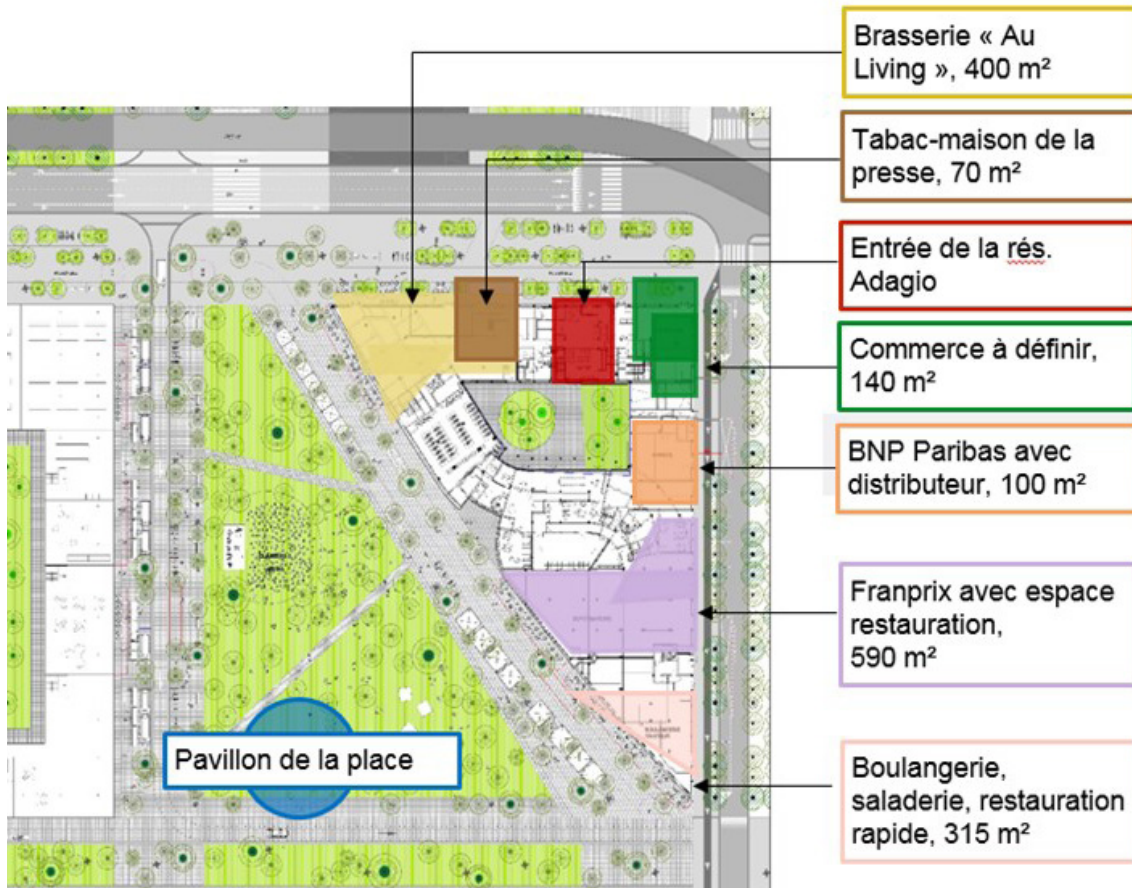 Brasserie « Au
Living », 400 m²
Tabac-maison de la
presse, 70 m²
Entrée de la rés.
Adagio
Commerce à définir,
140 m²
BNP Paribas avec
distributeur, 100 m²
Franprix avec espace
restauration,
590 m²
Pavillon de la place
Boulangerie,
saladerie, restauration
rapide, 315 m²